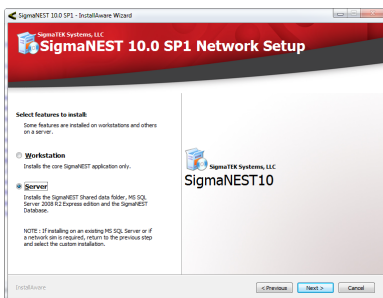 SigmaNEST 10.0 SP1 - InstallAware Wizard
SigmaTEK Systems, LLC
SigmaNEST 10.0 SP1 Network Setup
Select features to install:
Some features are installed on workstations and others
on a server.
Workstation
Installs the core SigmaNEST application only.
Server
Installs the SigmaNEST Shared data folder, MS SQL
Server 2008 R2 Express edition and the SigmaNEST
Database.
NOTE : If installing on an existing MS SQL Server or if
a network sim is required, return to the previous step
and select the custom installation.
SigmaTEK Systems, LLC
SigmaNEST10
InstallAware
< Previous
Next >
Cancel